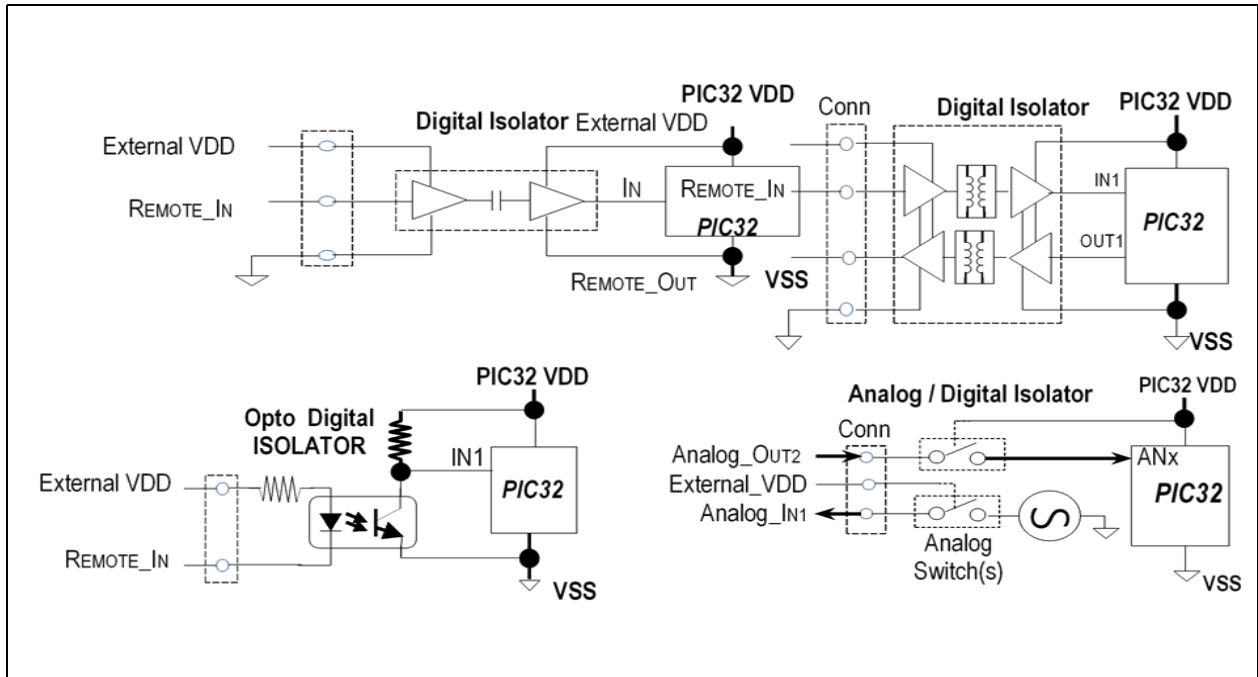 PIC32 VDD
Digital Isolator
External VDD
External VDD
REMOTE_IN
IN
REMOTE_IN
PIC32
REMOTE_OUT
VSS
Conn
Digital Isolator
PIC32 VDD
IN1
OUT1
PIC32
VSS
PIC32 VDD
Opto Digital
ISOLATOR
IN1
PIC32
External VDD
REMOTE_IN
VSS
Analog / Digital Isolator
PIC32 VDD
Conn
Analog_OUT2
External_VDD
Analog_IN1
ANx
PIC32
Analog
Switch(s)
VSS